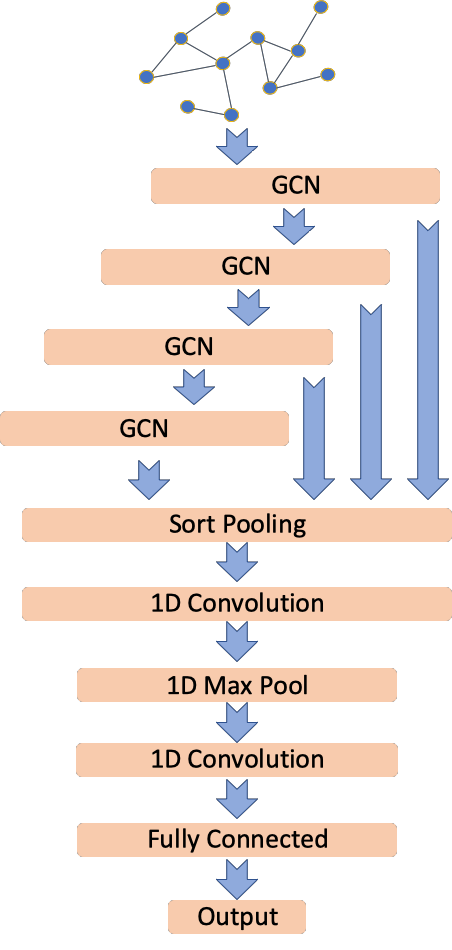 GCN
GCN
GCN
GCN
Sort Pooling
1D Convolution
1D Max Pool
1D Convolution
Fully Connected
Output